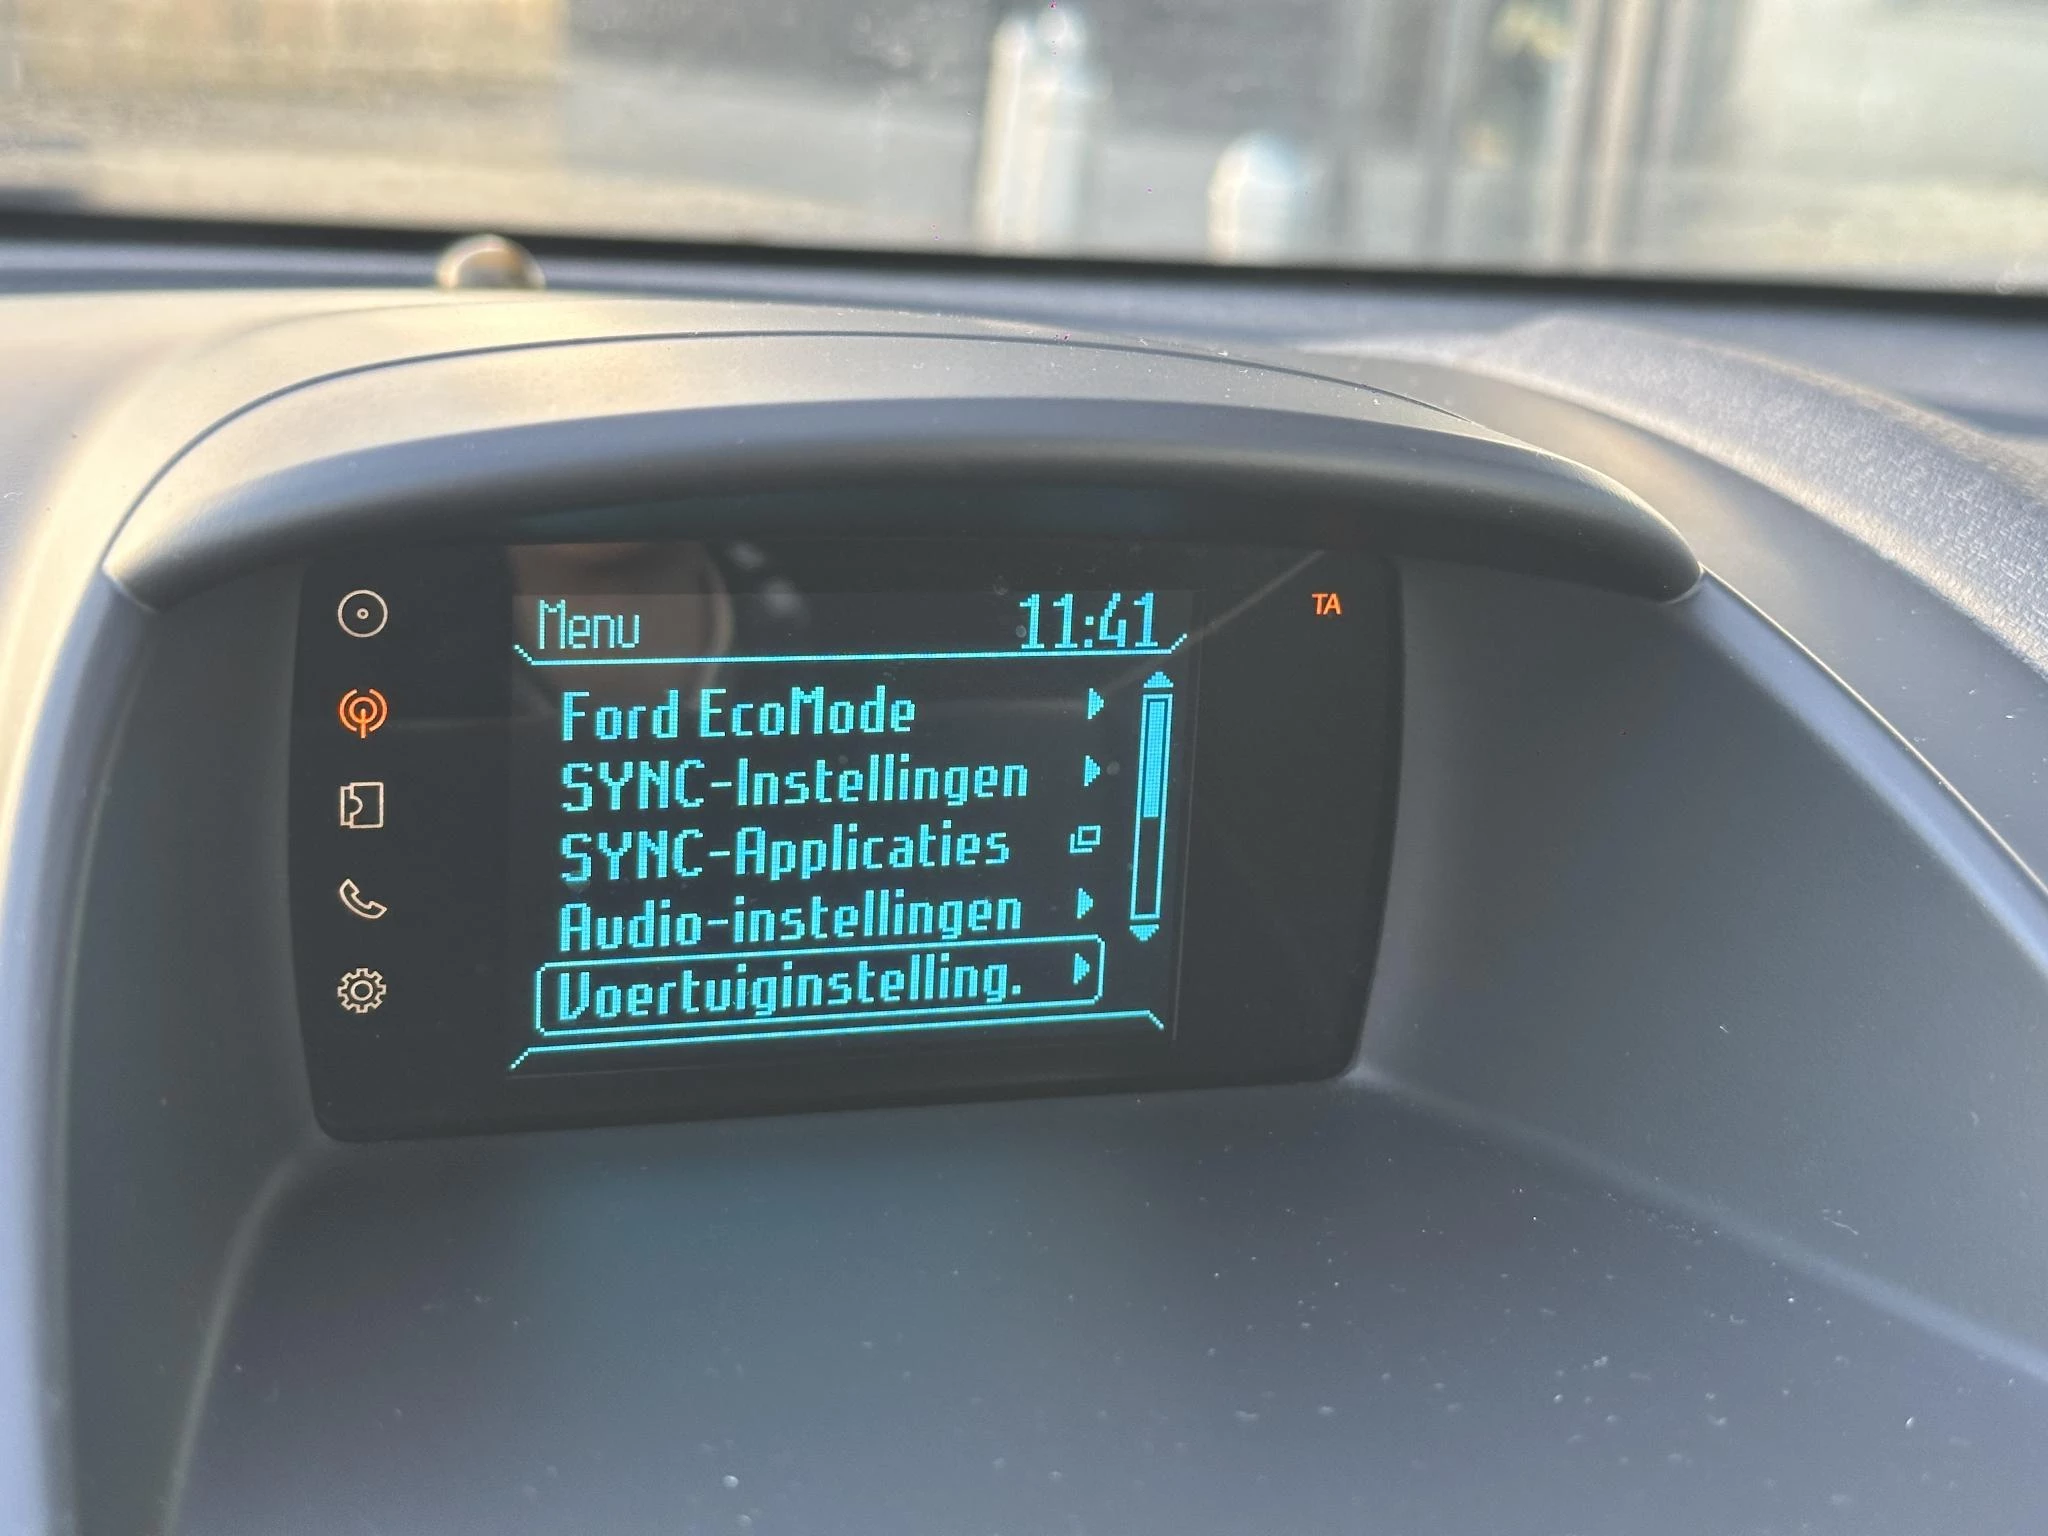 Menu 11:41 TA
Ford EcoMode
SYNC-Instellingen
SYNC-Applicaties
Audio-instellingen
Voertuiginstelling.